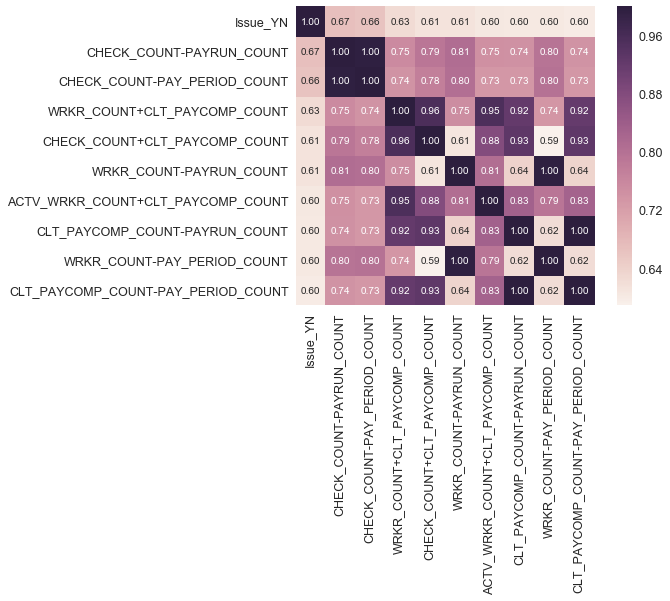 Issue_YN 1.00 0.67 0.66 0.63 0.61 0.61 0.60 0.60 0.60 0.60
CHECK_COUNT-PAYRUN_COUNT 0.67 1.00 1.00 0.75 0.79 0.81 0.75 0.74 0.80 0.74
CHECK_COUNT-PAY_PERIOD_COUNT 0.66 1.00 1.00 0.74 0.78 0.80 0.73 0.73 0.80 0.73
WRKR_COUNT+CLT_PAYCOMP_COUNT 0.63 0.75 0.74 1.00 0.96 0.75 0.95 0.92 0.74 0.92
CHECK_COUNT+CLT_PAYCOMP_COUNT 0.61 0.79 0.78 0.96 1.00 0.61 0.88 0.93 0.59 0.93
WRKR_COUNT-PAYRUN_COUNT 0.61 0.81 0.80 0.75 0.61 1.00 0.81 0.64 1.00 0.64
ACTV_WRKR_COUNT+CLT_PAYCOMP_COUNT 0.60 0.75 0.73 0.95 0.88 0.81 1.00 0.83 0.79 0.83
CLT_PAYCOMP_COUNT-PAYRUN_COUNT 0.60 0.74 0.73 0.92 0.93 0.64 0.83 1.00 0.62 1.00
WRKR_COUNT-PAY_PERIOD_COUNT 0.60 0.80 0.80 0.74 0.59 1.00 0.79 0.62 1.00 0.62
CLT_PAYCOMP_COUNT-PAY_PERIOD_COUNT 0.60 0.74 0.73 0.92 0.93 0.64 0.83 1.00 0.62 1.00
Issue_YN
CHECK_COUNT-PAYRUN_COUNT
CHECK_COUNT-PAY_PERIOD_COUNT
WRKR_COUNT+CLT_PAYCOMP_COUNT
CHECK_COUNT+CLT_PAYCOMP_COUNT
WRKR_COUNT-PAYRUN_COUNT
ACTV_WRKR_COUNT+CLT_PAYCOMP_COUNT
CLT_PAYCOMP_COUNT-PAYRUN_COUNT
WRKR_COUNT-PAY_PERIOD_COUNT
CLT_PAYCOMP_COUNT-PAY_PERIOD_COUNT
0.96
0.88
0.80
0.72
0.64